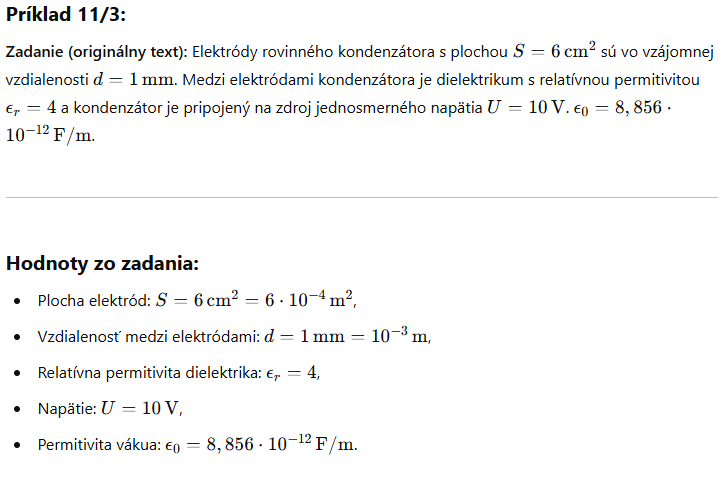 Príklad 11/3:
Zadanie (originálny text): Elektródy rovinného kondenzátora s plochou S = 6 cm² sú vo vzájomnej
vzdialenosti d = 1 mm. Medzi elektródami kondenzátora je dielektrikum s relatívnou permitivitou
ϵᵣ = 4 a kondenzátor je pripojený na zdroj jednosmerného napätia U = 10 V. ϵ₀ = 8,856 ·
10⁻¹² F/m.
Hodnoty zo zadania:
• Plocha elektród: S = 6 cm² = 6 · 10⁻⁴ m²,
• Vzdialenosť medzi elektródami: d = 1 mm = 10⁻³ m,
• Relatívna permitivita dielektrika: ϵᵣ = 4,
• Napätie: U = 10 V,
• Permitivita vákua: ϵ₀ = 8,856 · 10⁻¹² F/m.